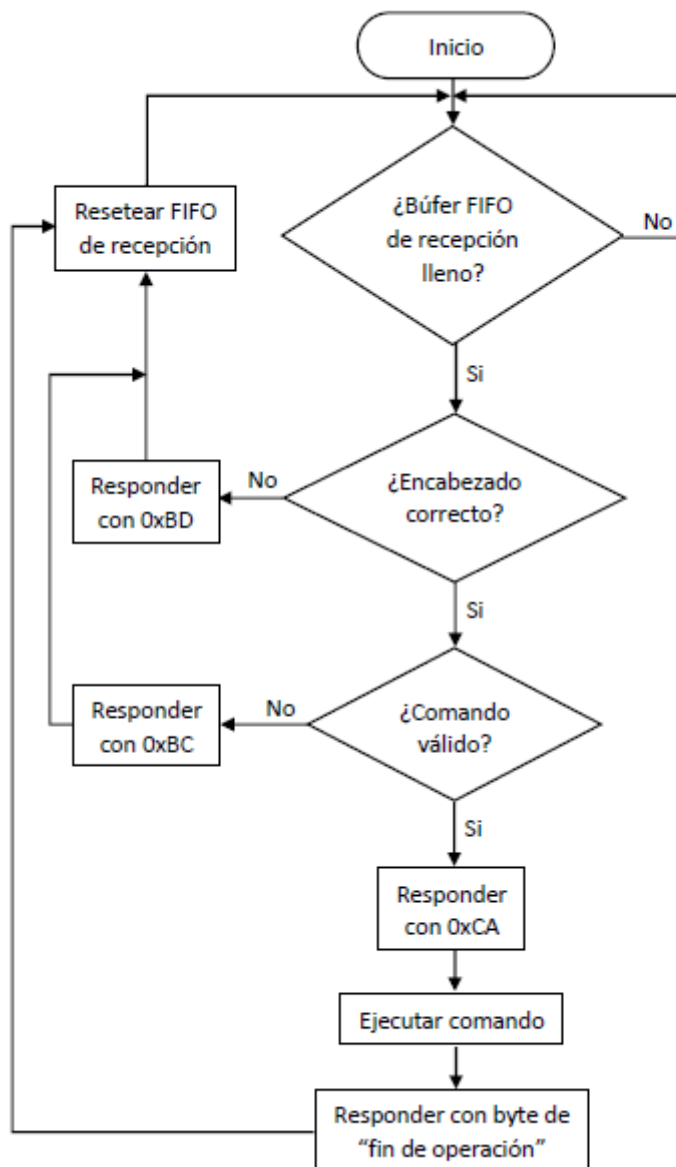 Inicio
Resetear FIFO
de recepción
¿Búfer FIFO
de recepción
lleno?
No
Si
Responder
con 0xBD
No
¿Encabezado
correcto?
Si
Responder
con 0xBC
No
¿Comando
válido?
Si
Responder
con 0xCA
Ejecutar comando
Responder con byte de
“fin de operación”